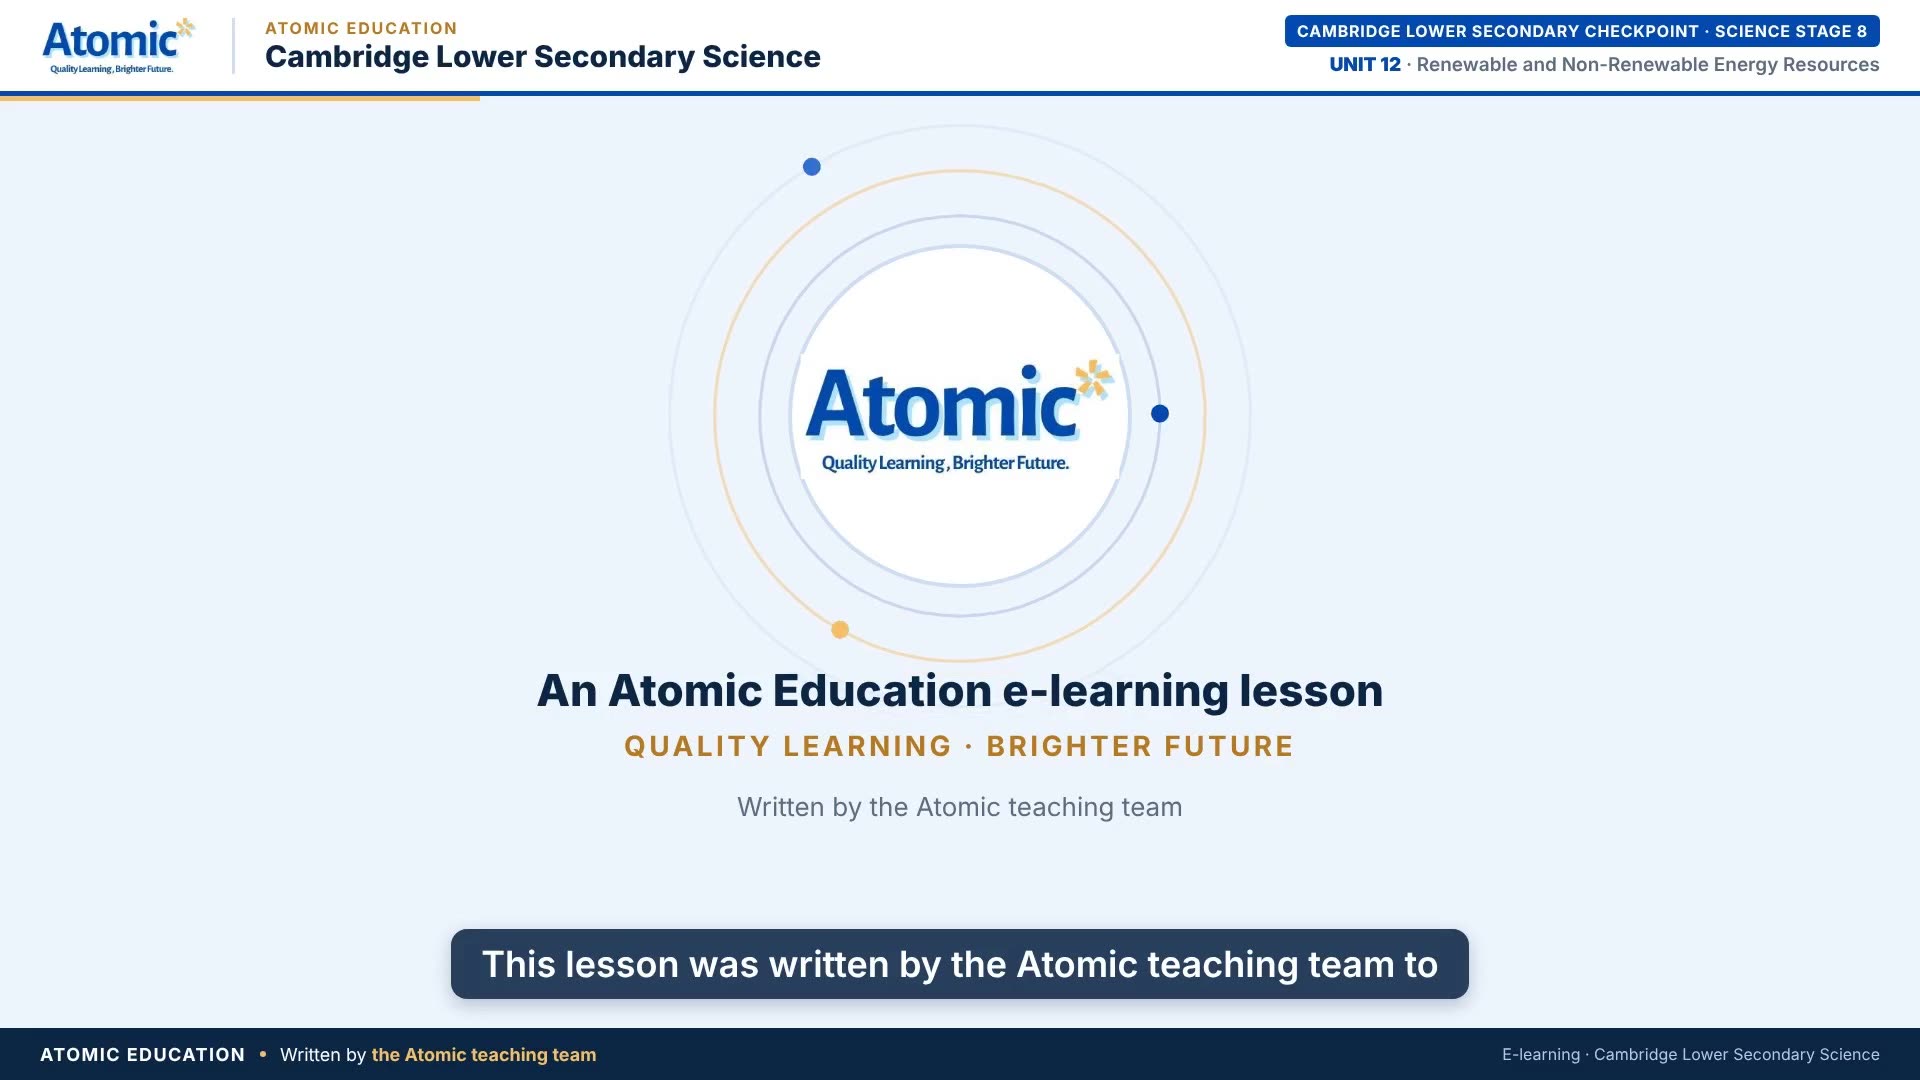 Atomic
Quality Learning, Brighter Future.
ATOMIC EDUCATION
Cambridge Lower Secondary Science
CAMBRIDGE LOWER SECONDARY CHECKPOINT · SCIENCE STAGE 8
UNIT 12 · Renewable and Non-Renewable Energy Resources
Atomic
Quality Learning, Brighter Future.
An Atomic Education e-learning lesson
QUALITY LEARNING · BRIGHTER FUTURE
Written by the Atomic teaching team
This lesson was written by the Atomic teaching team to
ATOMIC EDUCATION • Written by the Atomic teaching team
E-learning · Cambridge Lower Secondary Science